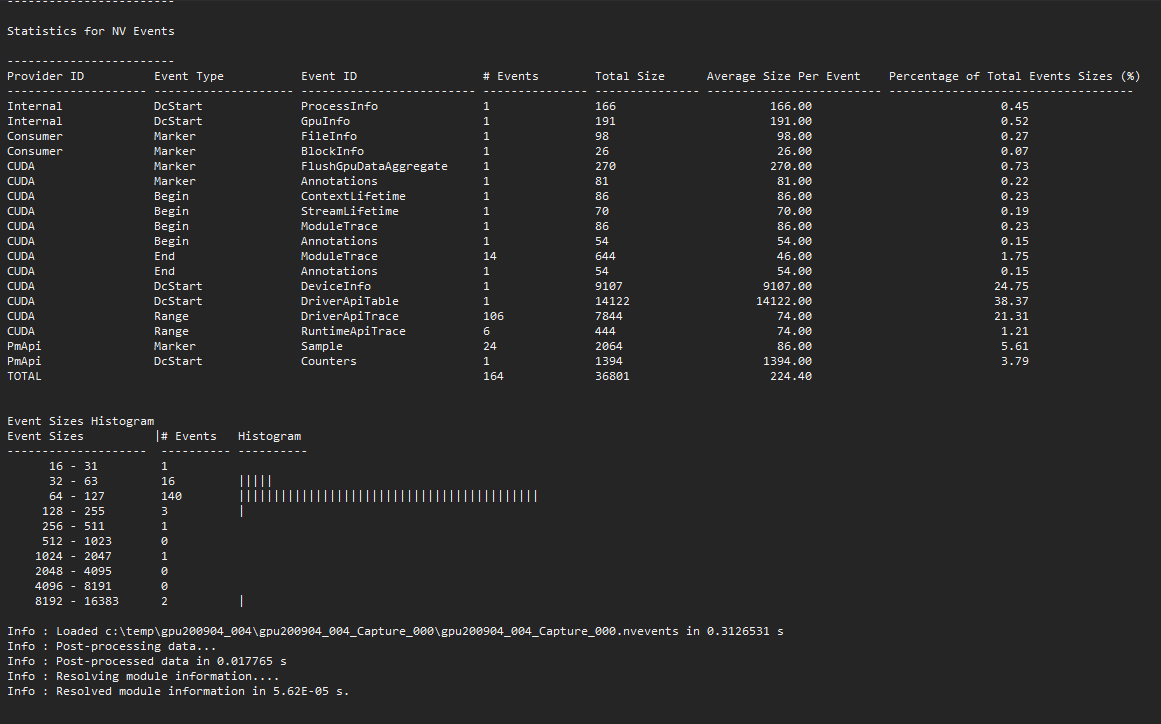 ------------------------
Statistics for NV Events
------------------------
Provider ID          Event Type           Event ID                  # Events        Total Size      Average Size Per Event    Percentage of Total Events Sizes (%)
-------------------- -------------------- ------------------------- --------------- --------------- ------------------------- -----------------------------------
Internal             DcStart              ProcessInfo               1               166                      166.00                           0.45
Internal             DcStart              GpuInfo                   1               191                      191.00                           0.52
Consumer             Marker               FileInfo                  1               98                        98.00                           0.27
Consumer             Marker               BlockInfo                 1               26                        26.00                           0.07
CUDA                 Marker               FlushGpuDataAggregate     1               270                      270.00                           0.73
CUDA                 Marker               Annotations               1               81                        81.00                           0.22
CUDA                 Begin                ContextLifetime           1               86                        86.00                           0.23
CUDA                 Begin                StreamLifetime            1               70                        70.00                           0.19
CUDA                 Begin                ModuleTrace               1               86                        86.00                           0.23
CUDA                 Begin                Annotations               1               54                        54.00                           0.15
CUDA                 End                  ModuleTrace               14              644                       46.00                           1.75
CUDA                 End                  Annotations               1               54                        54.00                           0.15
CUDA                 DcStart              DeviceInfo                1               9107                    9107.00                          24.75
CUDA                 DcStart              DriverApiTable            1               14122                  14122.00                          38.37
CUDA                 Range                DriverApiTrace            106             7844                      74.00                          21.31
CUDA                 Range                RuntimeApiTrace           6               444                       74.00                           1.21
PmApi                Marker               Sample                    24              2064                      86.00                           5.61
PmApi                DcStart              Counters                  1               1394                    1394.00                           3.79
TOTAL                                                               164             36801                    224.40
Event Sizes Histogram
Event Sizes          |# Events   Histogram
--------------------  ---------- ----------
16 - 31         1
32 - 63         16         |||||
64 - 127        140        |||||||||||||||||||||||||||||||||||||||||||
128 - 255       3          |
256 - 511       1
512 - 1023      0
1024 - 2047     1
2048 - 4095     0
4096 - 8191     0
8192 - 16383    2          |
Info : Loaded c:\temp\gpu200904_004\gpu200904_004_Capture_000\gpu200904_004_Capture_000.nvevents in 0.3126531 s
Info : Post-processing data...
Info : Post-processed data in 0.017765 s
Info : Resolving module information....
Info : Resolved module information in 5.62E-05 s.